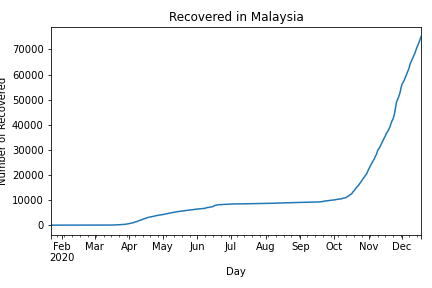 Recovered in Malaysia
Number of Recovered
70000
60000
50000
40000
30000
20000
10000
0
Feb Mar Apr May Jun Jul Aug Sep Oct Nov Dec
2020
Day